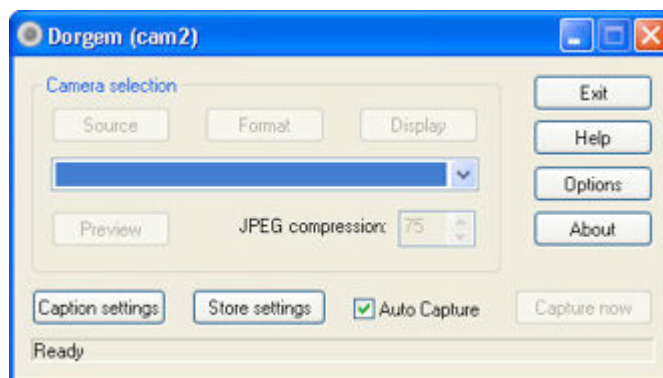 Dorgem (cam2)
Camera selection
Source Format Display
Preview JPEG compression: 75
Exit
Help
Options
About
Caption settings Store settings Auto Capture Capture now
Ready